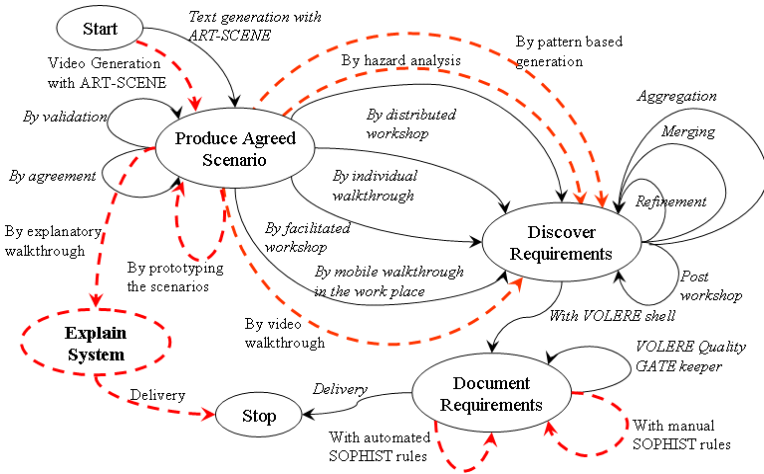 Start
Text generation with
ART-SCENE
Video Generation
with ART-SCENE
By pattern based
generation
By hazard analysis
Aggregation
By validation
By distributed
workshop
Merging
Produce Agreed
Scenario
By agreement
By individual
walkthrough
Refinement
By explanatory
walkthrough
By facilitated
workshop
Discover
Requirements
By prototyping
the scenarios
By mobile walkthrough
in the work place
Post
workshop
By video
walkthrough
With VOLERE shell
Explain
System
VOLERE Quality
GATE keeper
Delivery
Delivery
Document
Requirements
Stop
With automated
SOPHIST rules
With manual
SOPHIST rules